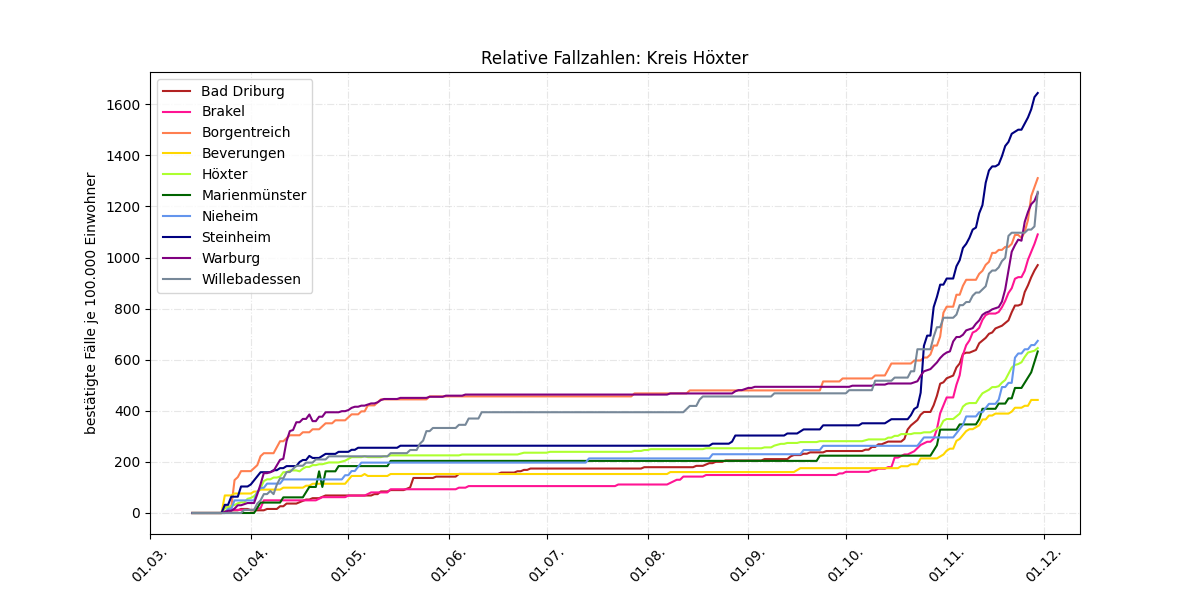 Relative Fallzahlen: Kreis Höxter
bestätigte Fälle je 100.000 Einwohner
1600
1400
1200
1000
800
600
400
200
0
Bad Driburg
Brakel
Borgentreich
Beverungen
Höxter
Marienmünster
Nieheim
Steinheim
Warburg
Willebadessen
01.03.
01.04.
01.05.
01.06.
01.07.
01.08.
01.09.
01.10.
01.11.
01.12.